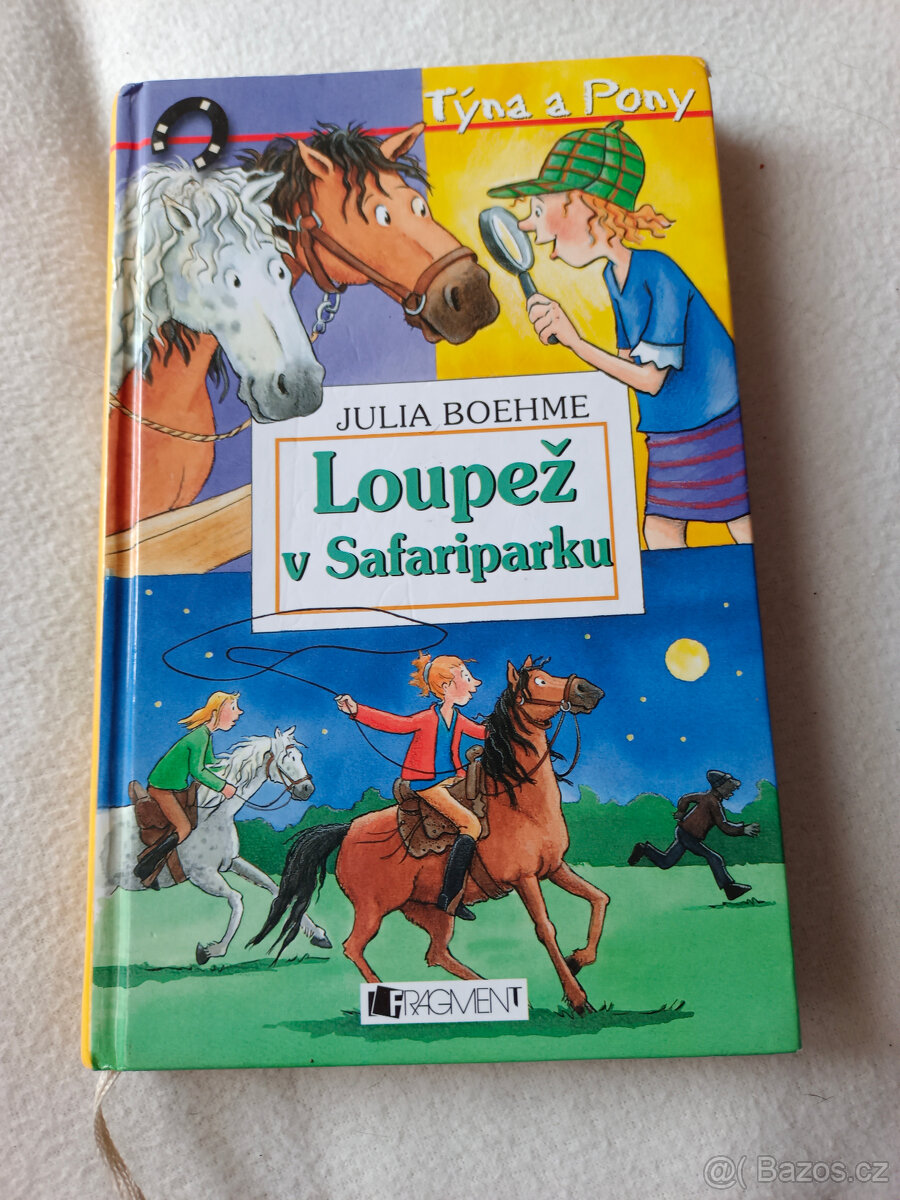 Týna a Pony
JULIA BOEHME
Loupež
v Safariparku
FRAGMENT
@( Bazos.cz